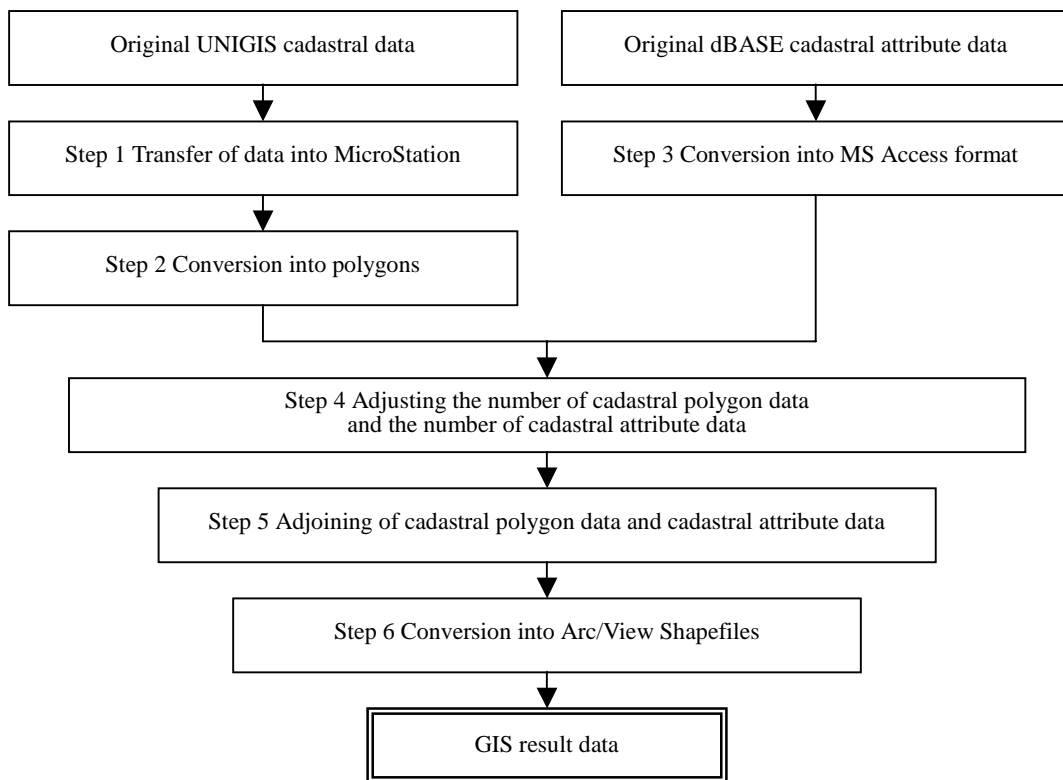 Original UNIGIS cadastral data
Original dBASE cadastral attribute data
Step 1 Transfer of data into MicroStation
Step 3 Conversion into MS Access format
Step 2 Conversion into polygons
Step 4 Adjusting the number of cadastral polygon data
and the number of cadastral attribute data
Step 5 Adjoining of cadastral polygon data and cadastral attribute data
Step 6 Conversion into Arc/View Shapefiles
GIS result data